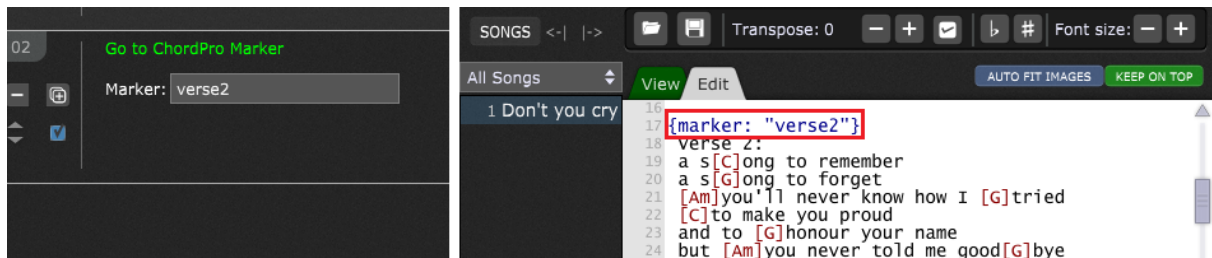 02
Go to ChordPro Marker
Marker: verse2
SONGS <-| |->
Transpose: 0 − + ♭ # Font size: − +
All Songs
View Edit AUTO FIT IMAGES KEEP ON TOP
1 Don't you cry
16
17 {marker: "verse2"}
18 verse 2:
19 a s[C]ong to remember
20 a s[G]ong to forget
21 [Am]you'll never know how I [G]tried
22 [C]to make you proud
23 and to [G]honour your name
24 but [Am]you never told me good[G]bye